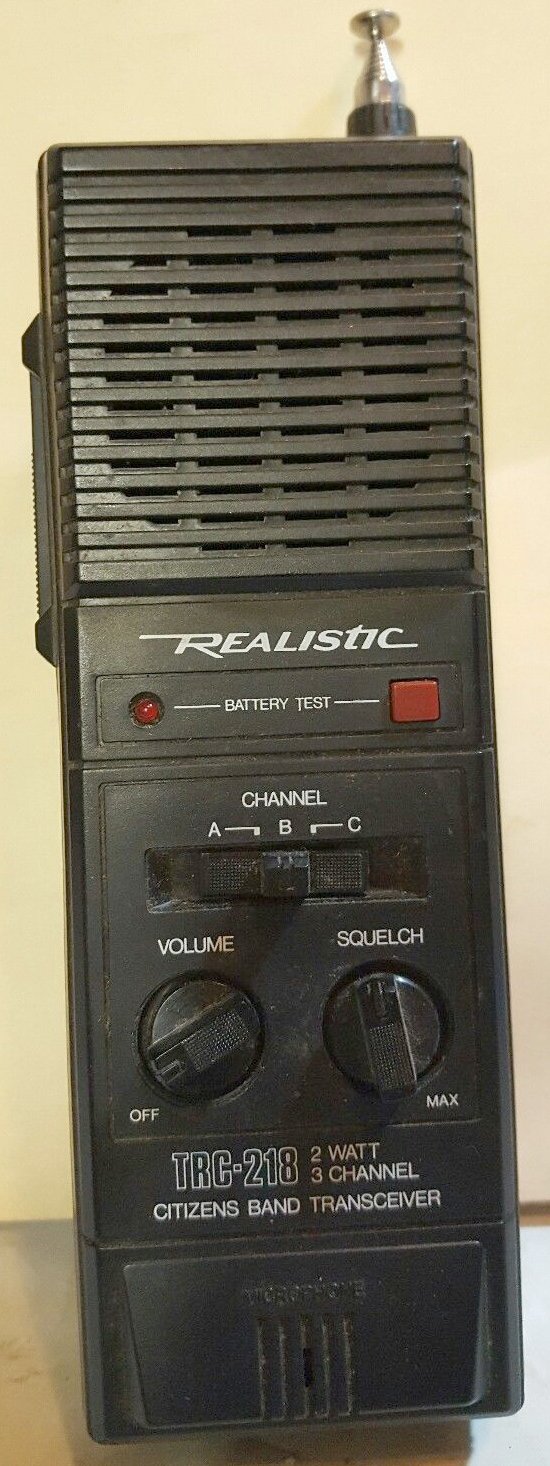 REALISTIC
BATTERY TEST
CHANNEL
A B C
VOLUME SQUELCH
OFF MAX
TRC-218 2 WATT
3 CHANNEL
CITIZENS BAND TRANSCEIVER
MICROPHONE